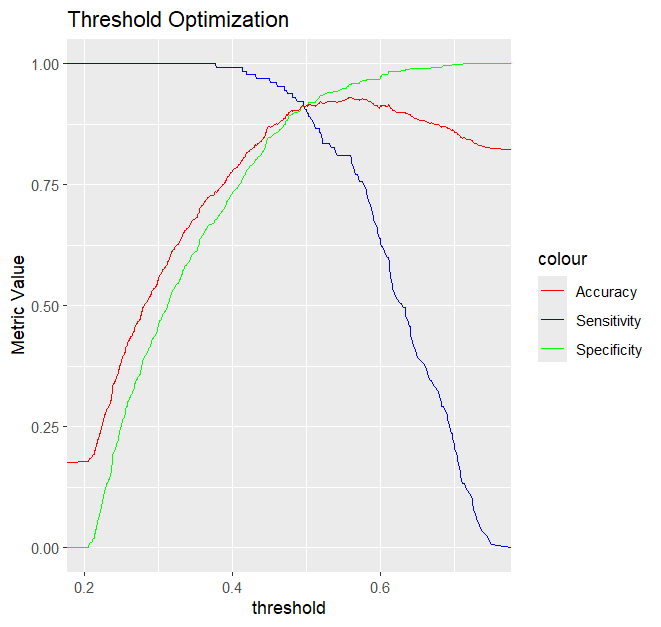 Threshold Optimization
1.00
0.75
0.50
0.25
0.00
Metric Value
0.2
0.4
0.6
threshold
colour
Accuracy
Sensitivity
Specificity